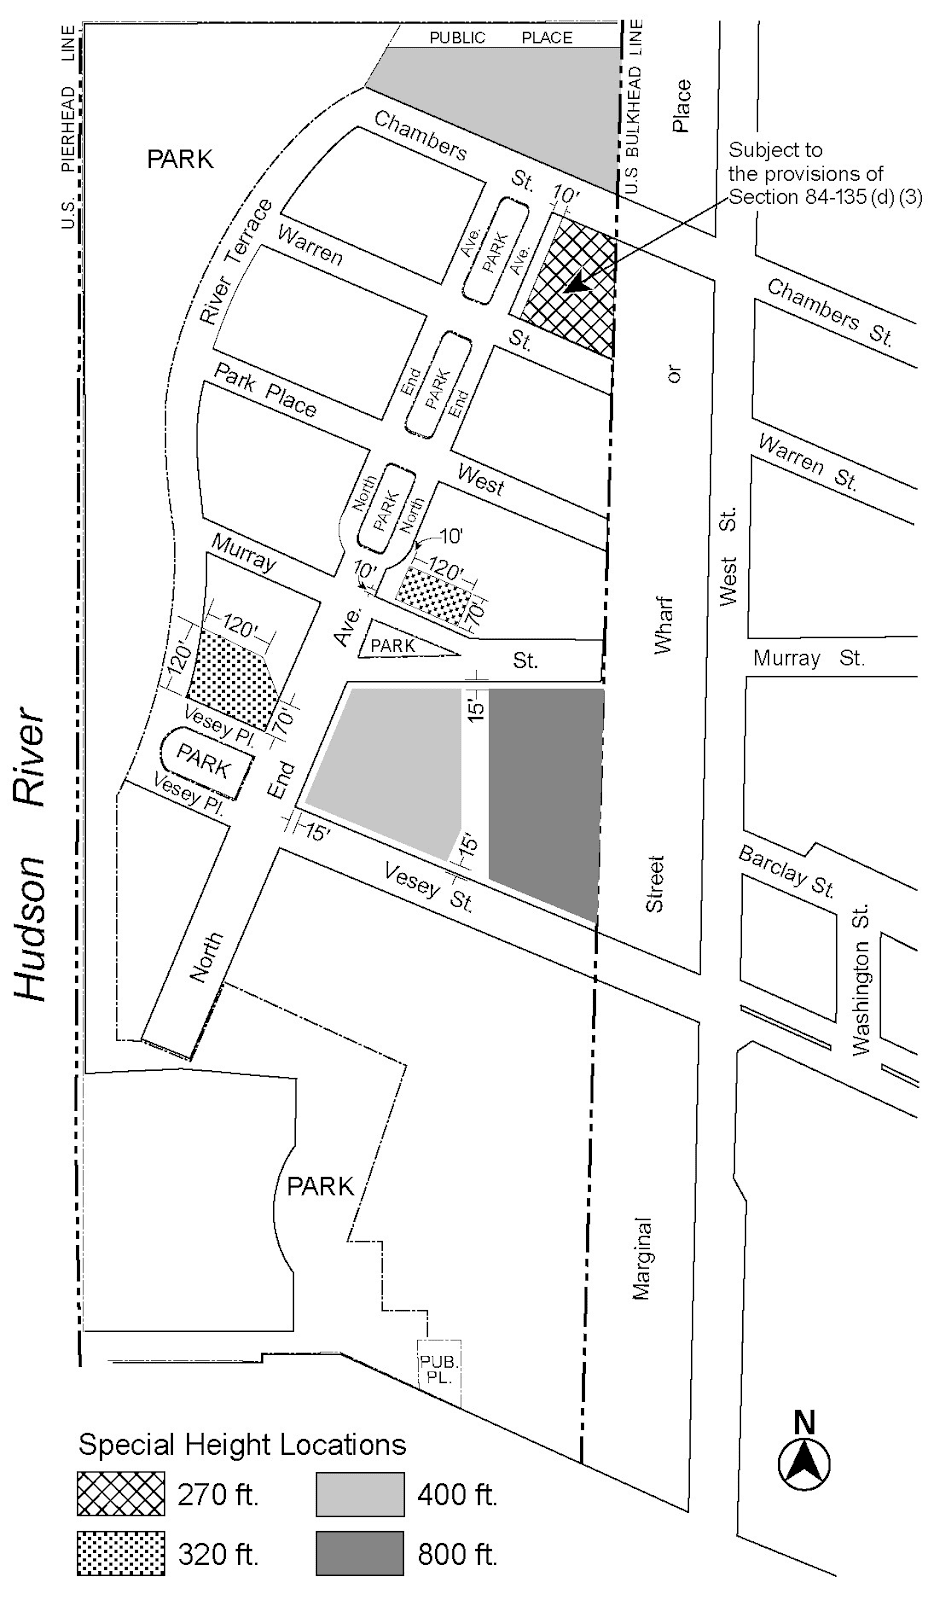 PUBLIC PLACE
U.S. PIERHEAD LINE
U.S BULKHEAD LINE
Place
PARK
Chambers
St.
10'
Subject to
the provisions of
Section 84-135 (d) (3)
River Terrace
Warren
Ave.
PARK
Ave.
St.
Chambers St.
or
Park Place
End
PARK
End
West
Warren St.
North
PARK
North
10'
Murray
10'
120'
70'
West St.
Ave.
PARK
St.
Wharf
Murray St.
120'
120'
70'
Vesey Pl.
PARK
Vesey Pl.
End
15'
15'
15'
Vesey St.
Street
Barclay St.
Washington St.
Hudson River
North
PARK
Marginal
PUB.
PL.
Special Height Locations
270 ft.
400 ft.
320 ft.
800 ft.
N